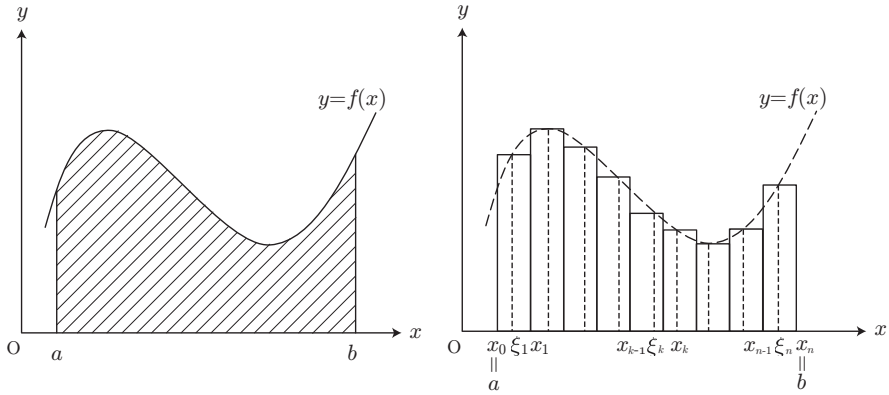 y
y=f(x)
O
a
b
x
y
y=f(x)
O
x₀ ξ₁ x₁ xₖ₋₁ ξₖ xₖ xₙ₋₁ ξₙ xₙ
x
= =
a b